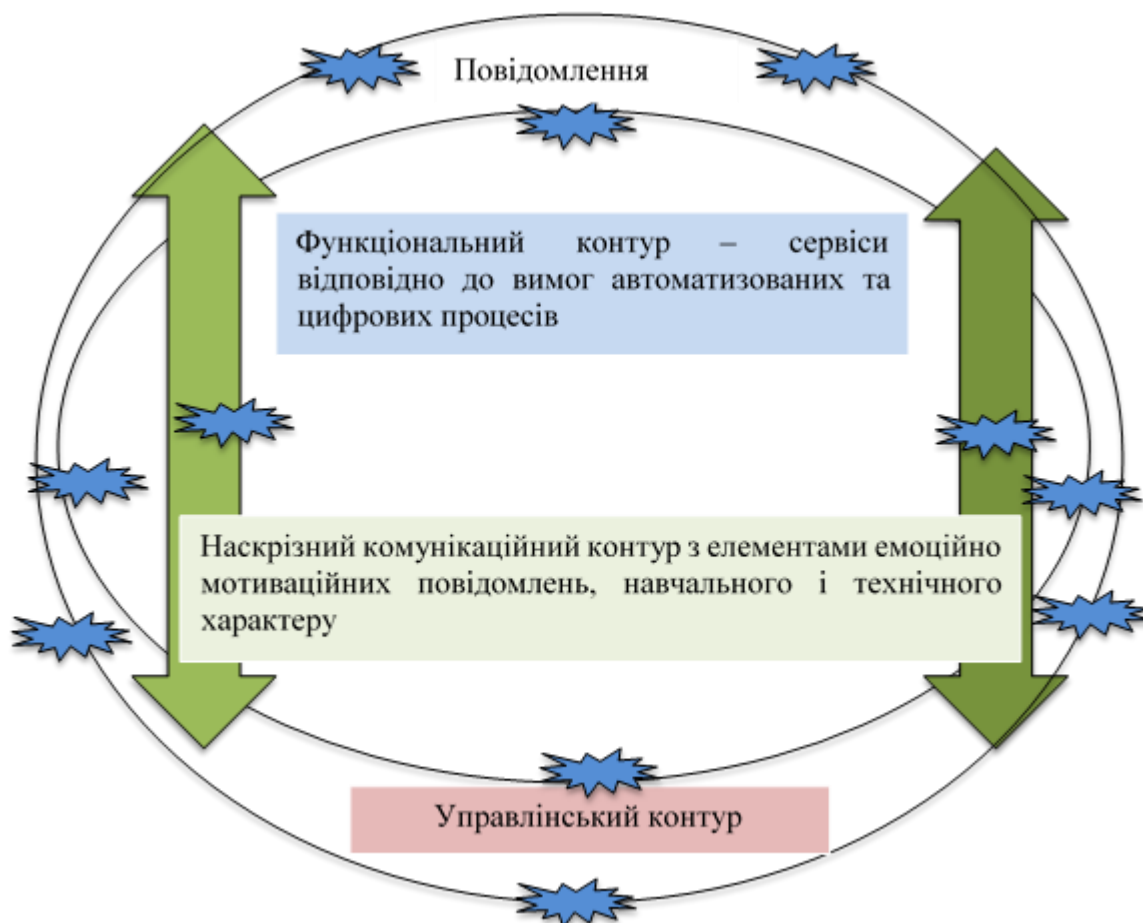 Повідомлення
Функціональний контур – сервіси
відповідно до вимог автоматизованих та
цифрових процесів
Наскрізний комунікаційний контур з елементами емоційно
мотиваційних повідомлень, навчального і технічного
характеру
Управлінський контур